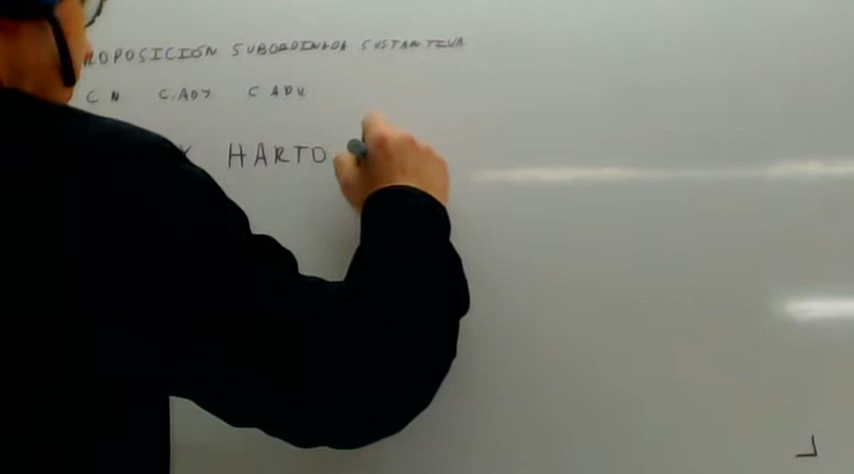 ROPOSICIÓN SUBORDINADA SUSTANTIVA
C N C. ADJ C ADV
HARTO